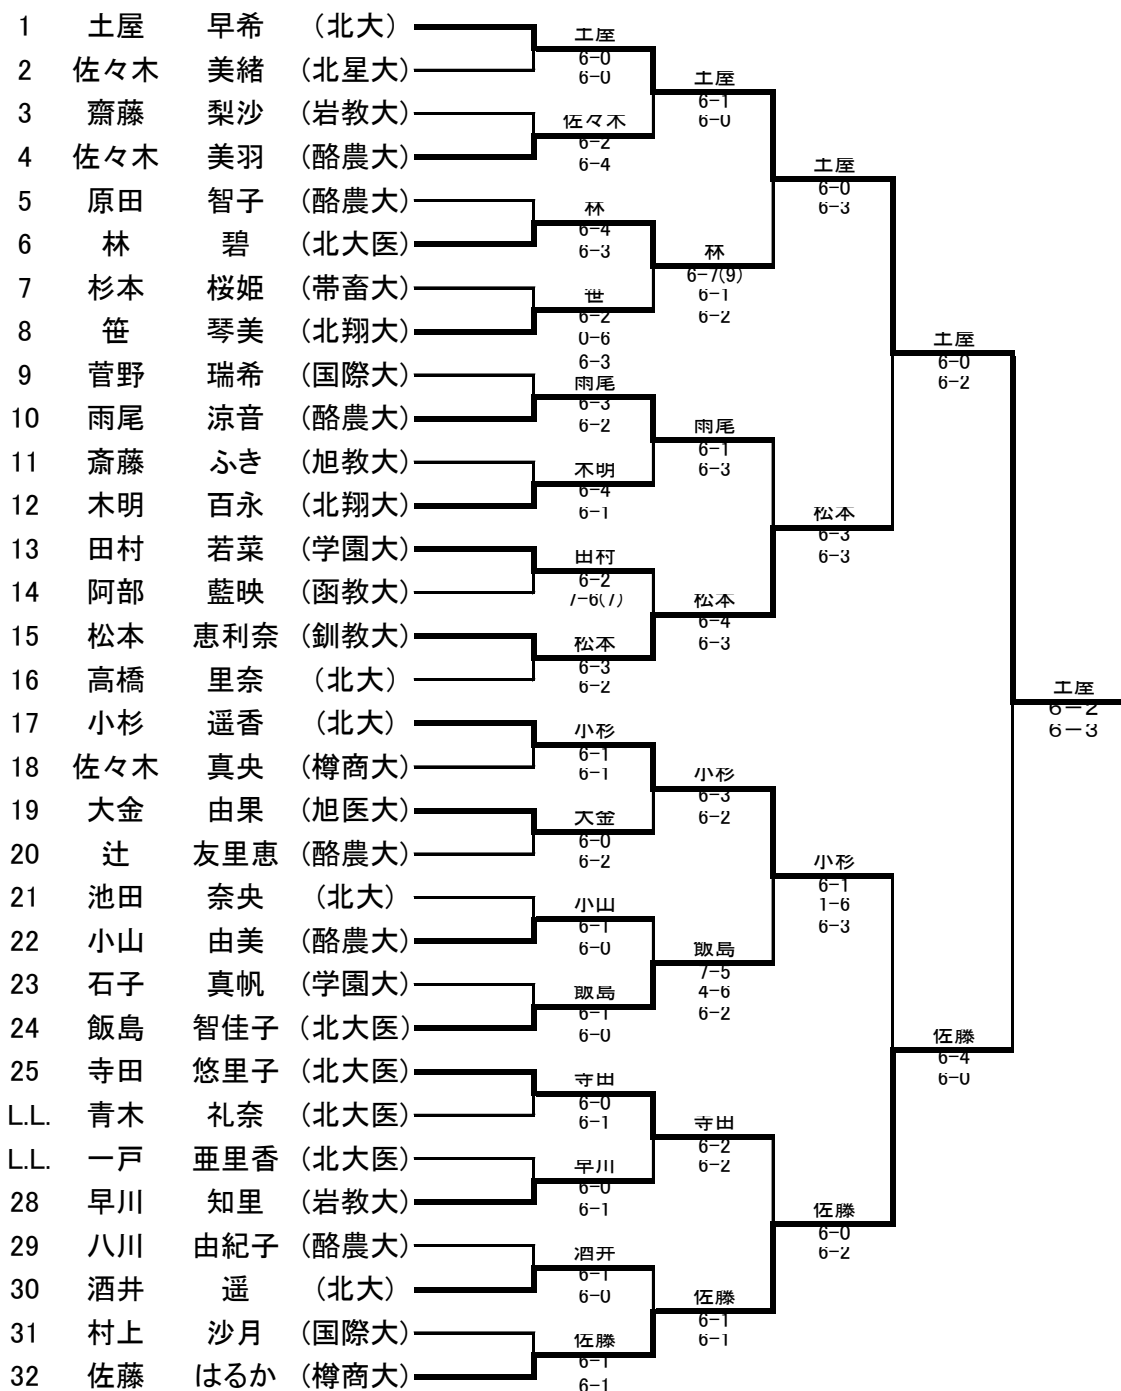 1 土屋 早希 （北大）
2 佐々木 美緒 （北星大）
3 齋藤 梨沙 （岩教大）
4 佐々木 美羽 （酪農大）
5 原田 智子 （酪農大）
6 林 碧 （北大医）
7 杉本 桜姫 （帯畜大）
8 笹 琴美 （北翔大）
9 菅野 瑞希 （国際大）
10 雨尾 涼音 （酪農大）
11 斎藤 ふき （旭教大）
12 木明 百永 （北翔大）
13 田村 若菜 （学園大）
14 阿部 藍映 （函教大）
15 松本 恵利奈 （釧教大）
16 高橋 里奈 （北大）
17 小杉 遥香 （北大）
18 佐々木 真央 （樽商大）
19 大金 由果 （旭医大）
20 辻 友里恵 （酪農大）
21 池田 奈央 （北大）
22 小山 由美 （酪農大）
23 石子 真帆 （学園大）
24 飯島 智佳子 （北大医）
25 寺田 悠里子 （北大医）
L.L. 青木 礼奈 （北大医）
L.L. 一戸 亜里香 （北大医）
28 早川 知里 （岩教大）
29 八川 由紀子 （酪農大）
30 酒井 遥 （北大）
31 村上 沙月 （国際大）
32 佐藤 はるか （樽商大）
土屋
6-0
6-0
佐々木
6-2
6-4
林
6-4
6-3
笹
6-2
0-6
6-3
雨尾
6-3
6-2
木明
6-4
6-1
田村
6-2
7-6(7)
松本
6-3
6-2
小杉
6-1
6-1
大金
6-0
6-2
小山
6-1
6-0
飯島
6-1
6-0
寺田
6-0
6-1
早川
6-0
6-1
酒井
6-1
6-0
佐藤
6-1
6-1
土屋
6-1
6-0
林
6-7(9)
6-1
6-2
雨尾
6-1
6-3
松本
6-4
6-3
小杉
6-3
6-2
飯島
7-5
4-6
6-2
寺田
6-2
6-2
佐藤
6-1
6-1
土屋
6-0
6-3
松本
6-3
6-3
小杉
6-1
1-6
6-3
佐藤
6-0
6-2
土屋
6-0
6-2
佐藤
6-4
6-0
土屋
6－2
6－3